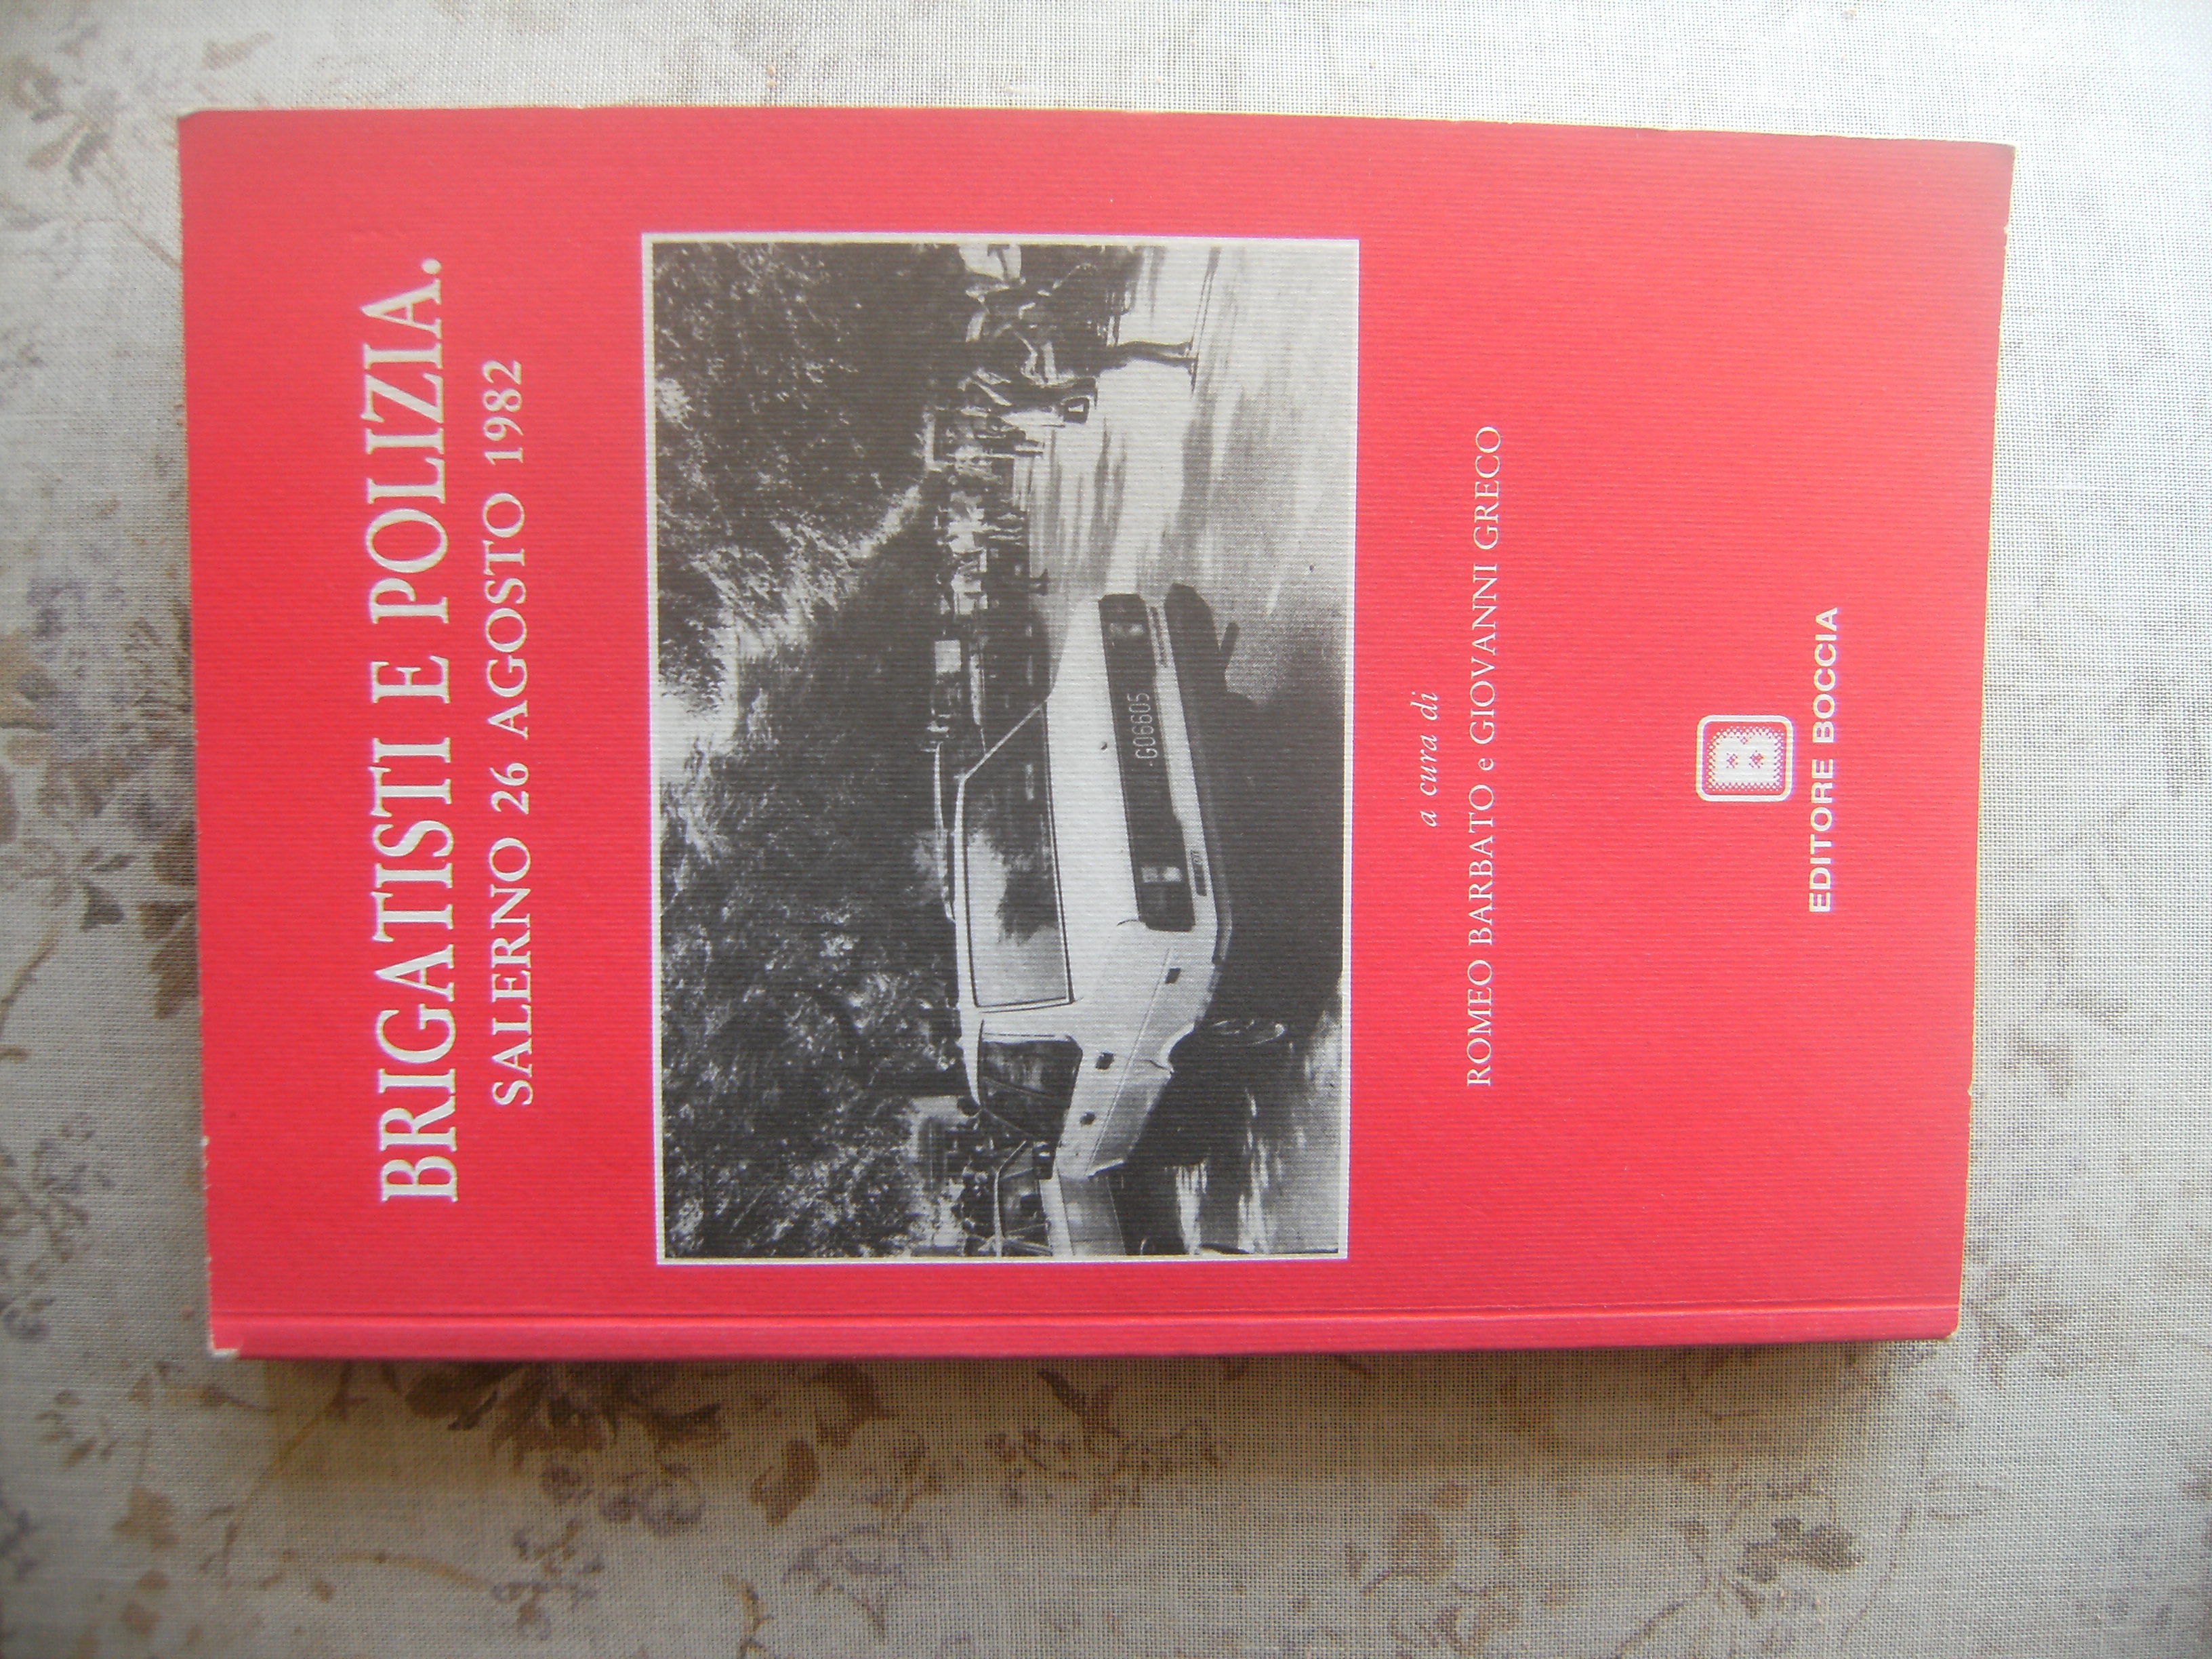 BRIGATISTI E POLIZIA.
SALERNO 26 AGOSTO 1982
G06605
a cura di
ROMEO BARBATO e GIOVANNI GRECO
B
EDITORE BOCCIA